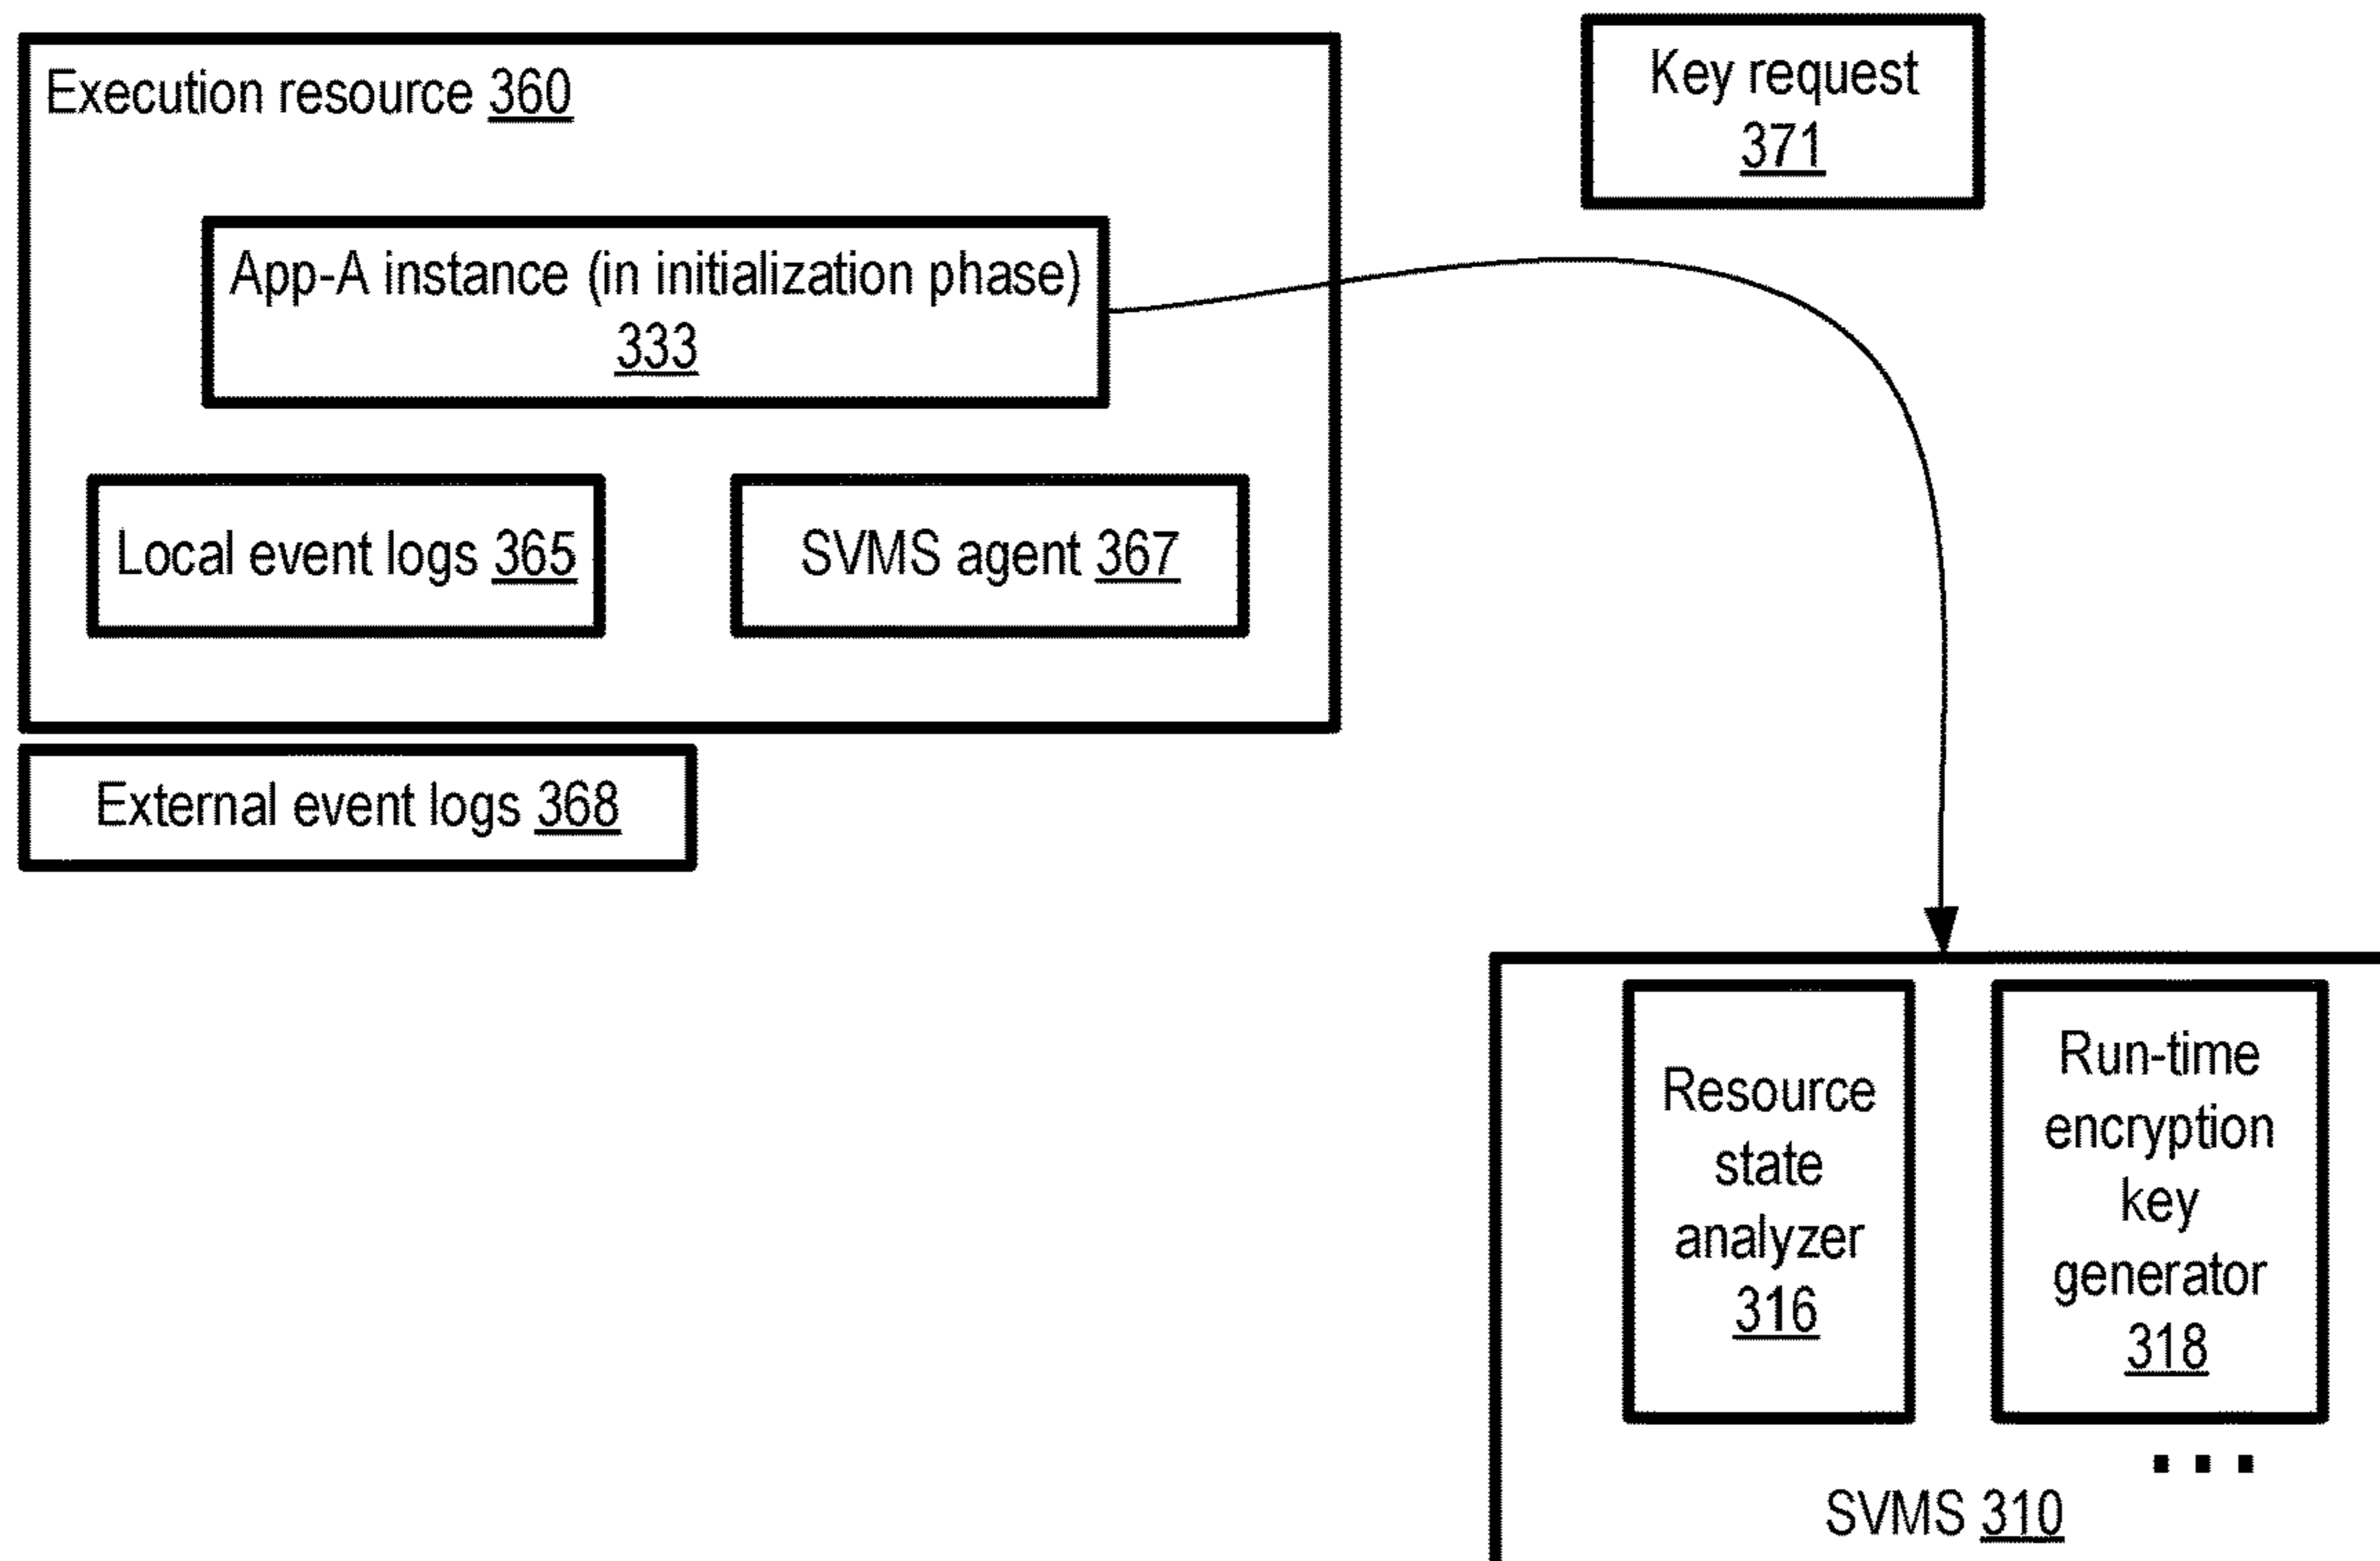 Execution resource 360
Key request
371
App-A instance (in initialization phase)
333
Local event logs 365
SVMS agent 367
External event logs 368
Resource
state
analyzer
316
Run-time
encryption
key
generator
318
...
SVMS 310